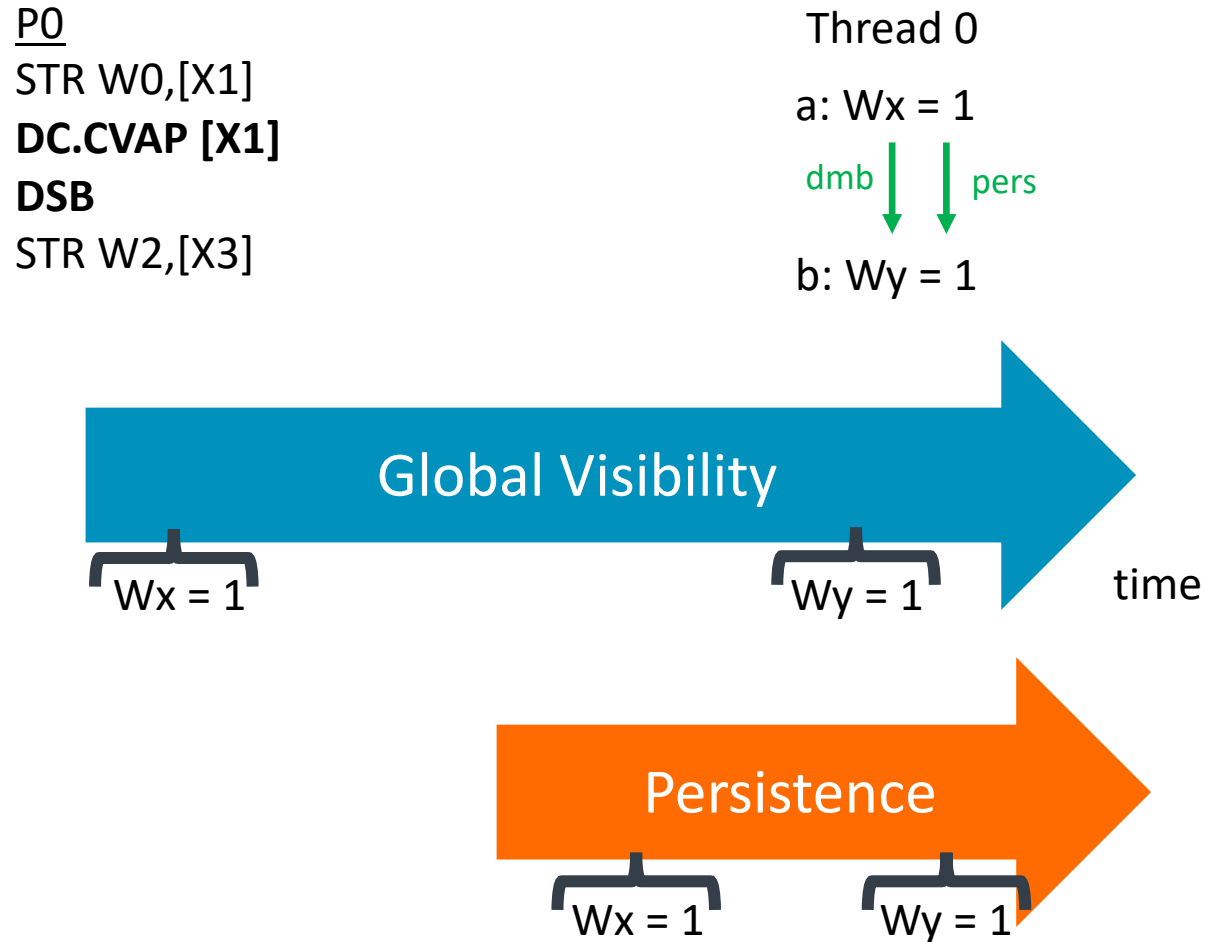 P0
STR W0,[X1]
DC.CVAP [X1]
DSB
STR W2,[X3]
Thread 0
a: Wx = 1
dmb
pers
b: Wy = 1
Global Visibility
Wx = 1
Wy = 1
time
Persistence
Wx = 1
Wy = 1